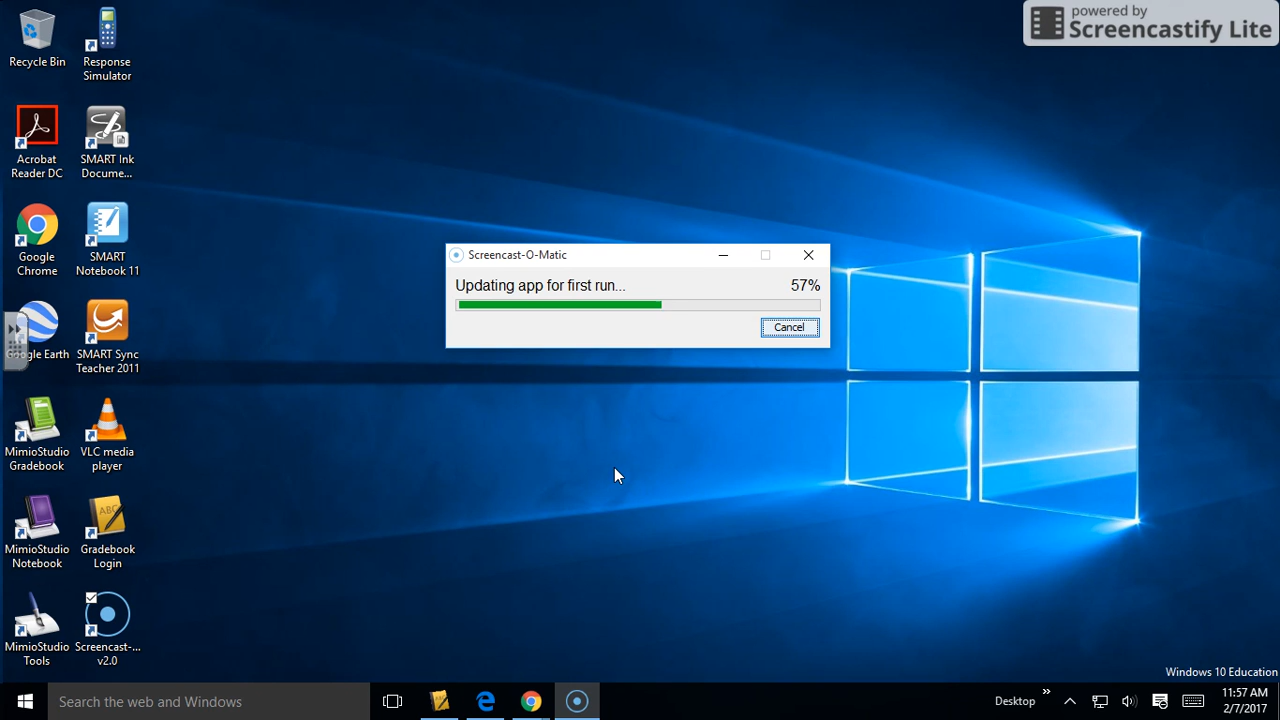 powered by
Screencastify Lite
Recycle Bin
Response
Simulator
Acrobat
Reader DC
SMART Ink
Docume...
Google
Chrome
SMART
Notebook 11
Google Earth
SMART Sync
Teacher 2011
MimioStudio
Gradebook
VLC media
player
MimioStudio
Notebook
ABC
Gradebook
Login
MimioStudio
Tools
Screencast-...
v2.0
Screencast-O-Matic
Updating app for first run... 57%
Cancel
Windows 10 Education
Search the web and Windows
Desktop
11:57 AM
2/7/2017